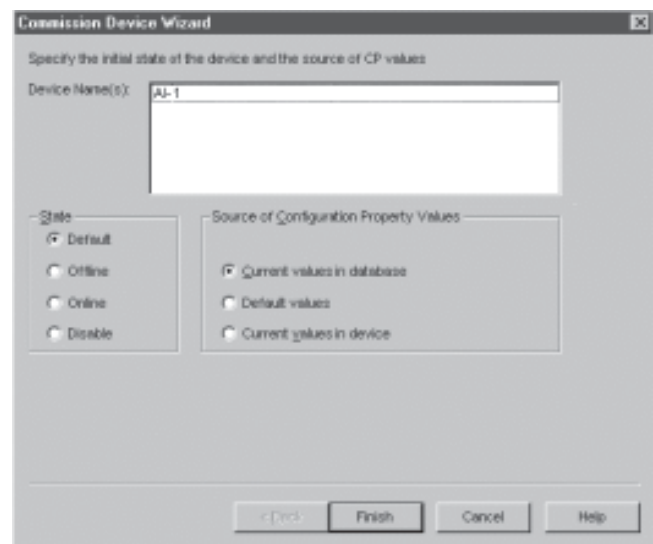 Commission Device Wizard
Specify the initial state of the device and the source of CP values
Device Name(s):
AI-1
State
Default
Offline
Online
Disable
Source of Configuration Property Values
Current values in database
Default values
Current values in device
< Back
Finish
Cancel
Help